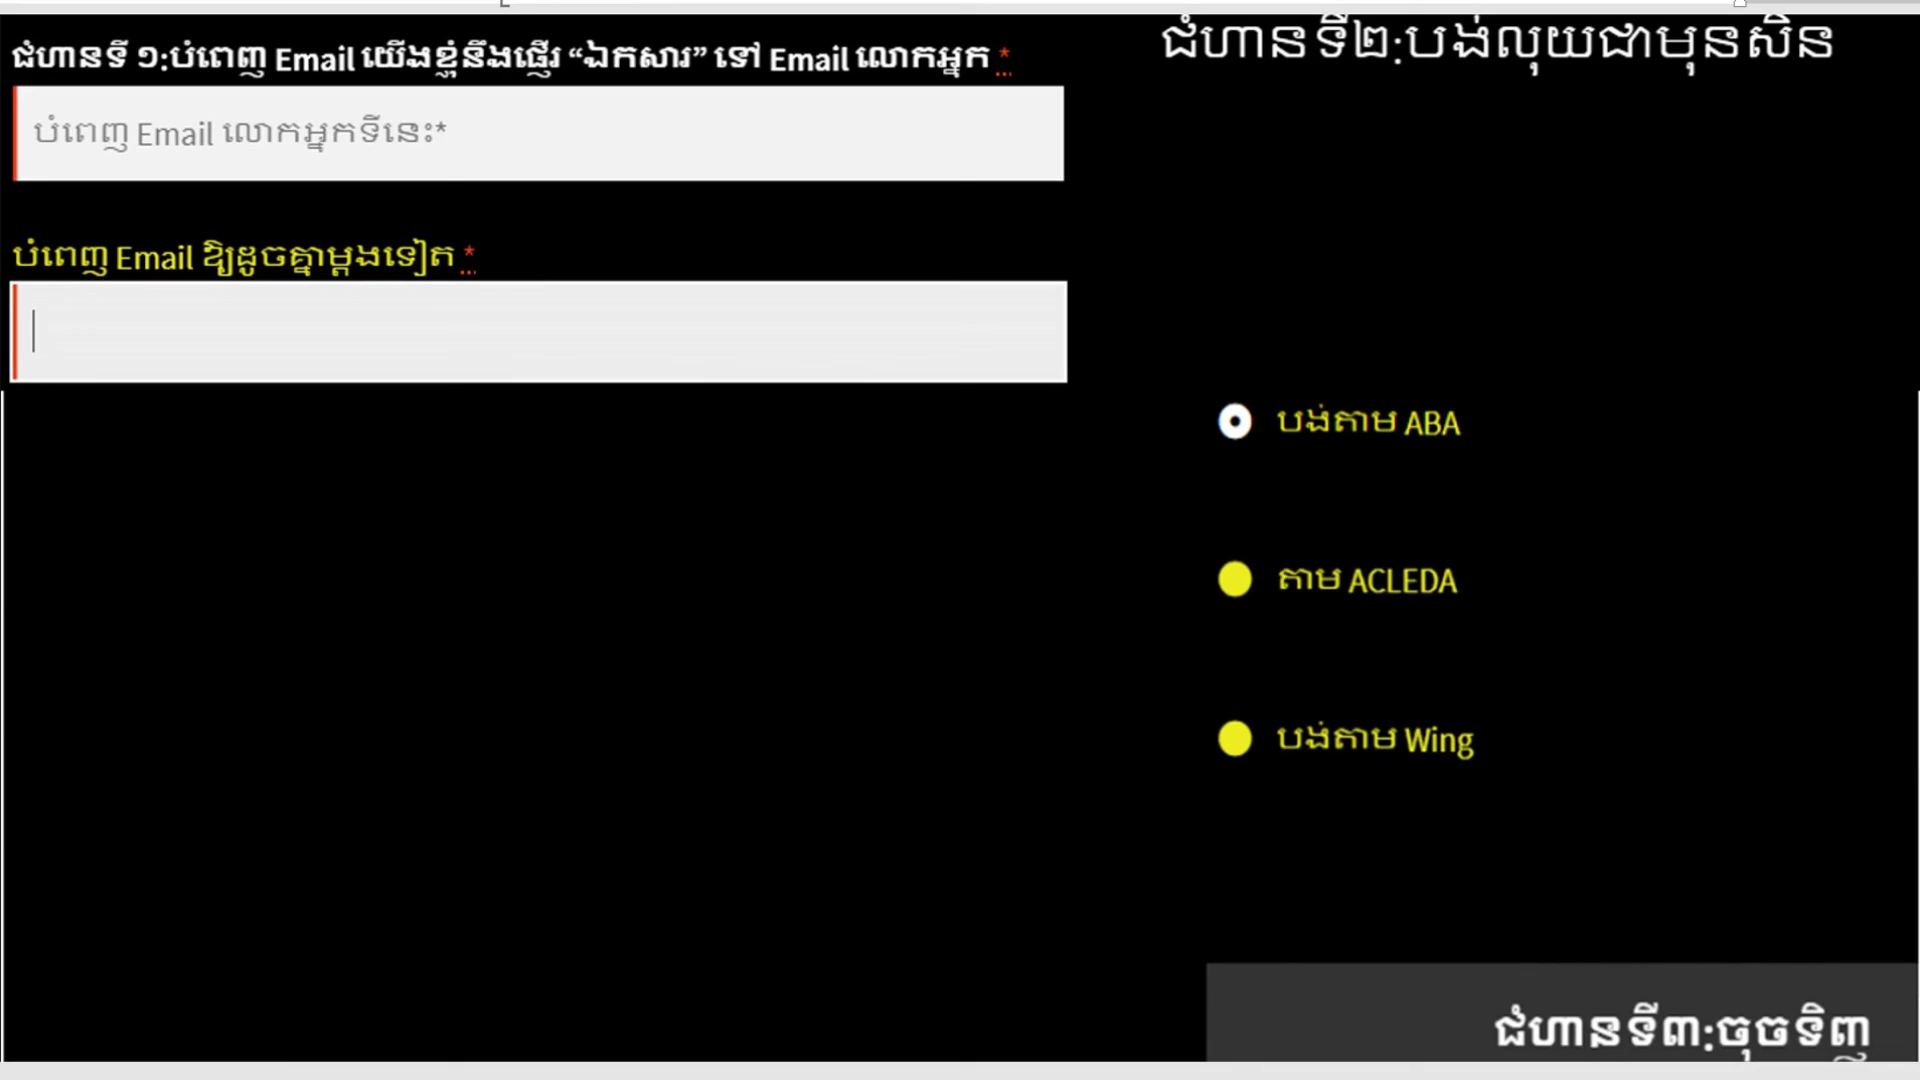 ជំហានទី ១:បំពេញ Email យើងខ្ញុំនឹងផ្ញើរ “ឯកសារ” ទៅ Email លោកអ្នក *
បំពេញ Email លោកអ្នកទីនេះ*
បំពេញ Email ឱ្យដូចគ្នាម្តងទៀត *
ជំហានទី២:បង់លុយជាមុនសិន
បង់តាម ABA
តាម ACLEDA
បង់តាម Wing
ជំហានទី៣:ចុចទិញ